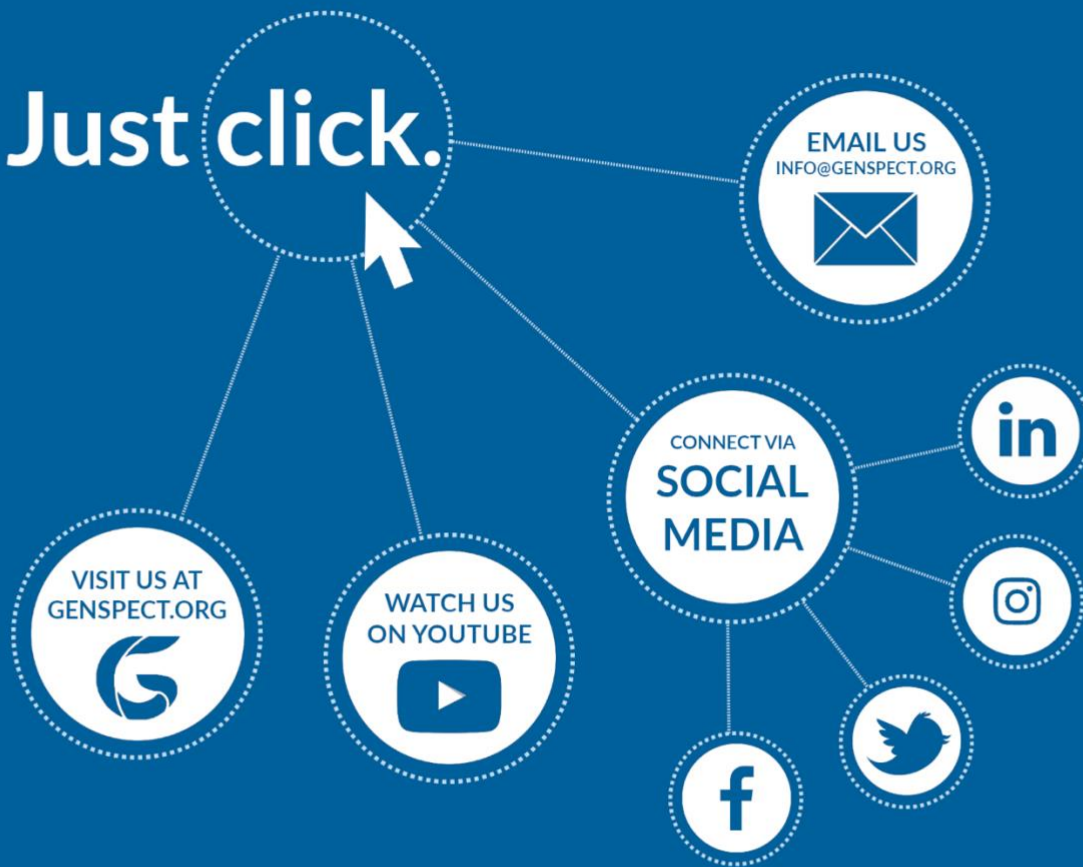 Just click.
EMAIL US
INFO@GENSPECT.ORG
CONNECT VIA
SOCIAL
MEDIA
in
VISIT US AT
GENSPECT.ORG
WATCH US
ON YOUTUBE
f